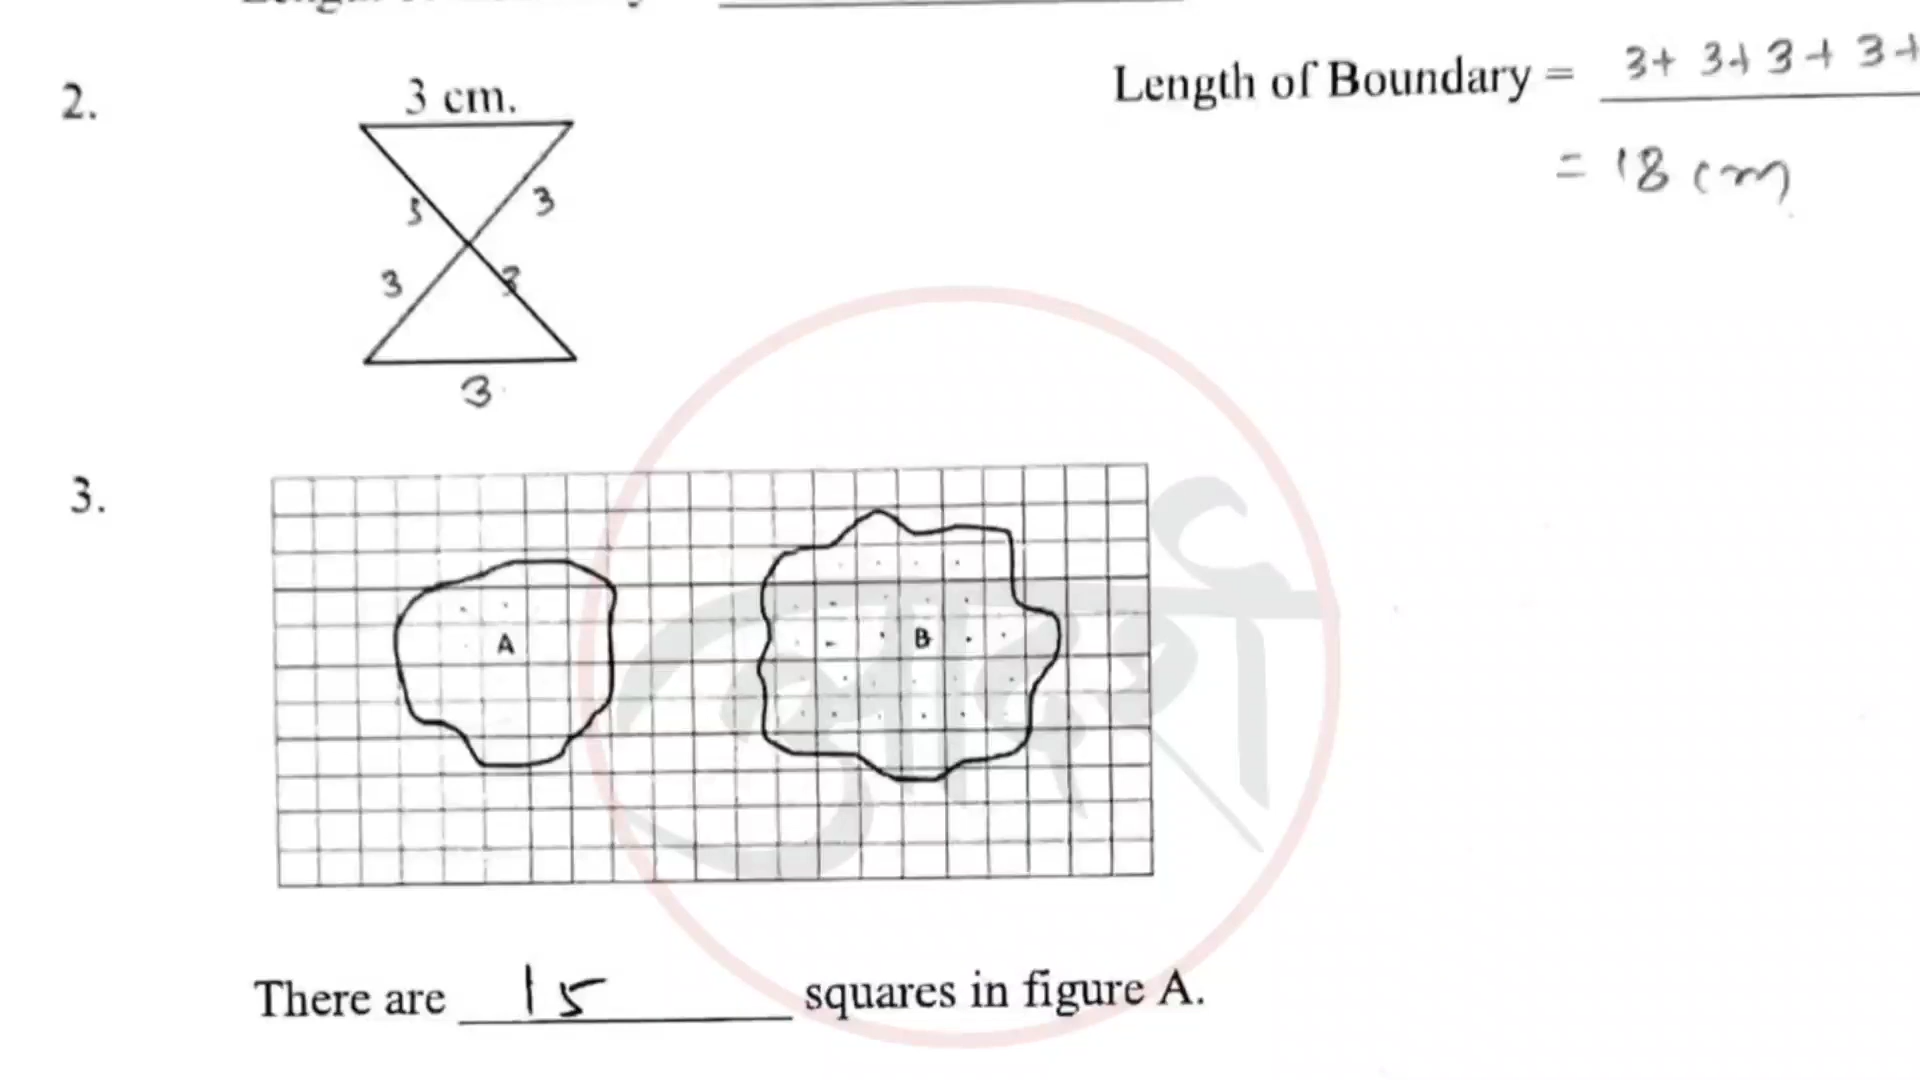 2.
3 cm.
Length of Boundary = 3+ 3+ 3+ 3+
= 18 cm
3 3
3 3
3
3.
A B
There are 15 squares in figure A.
आदर्श